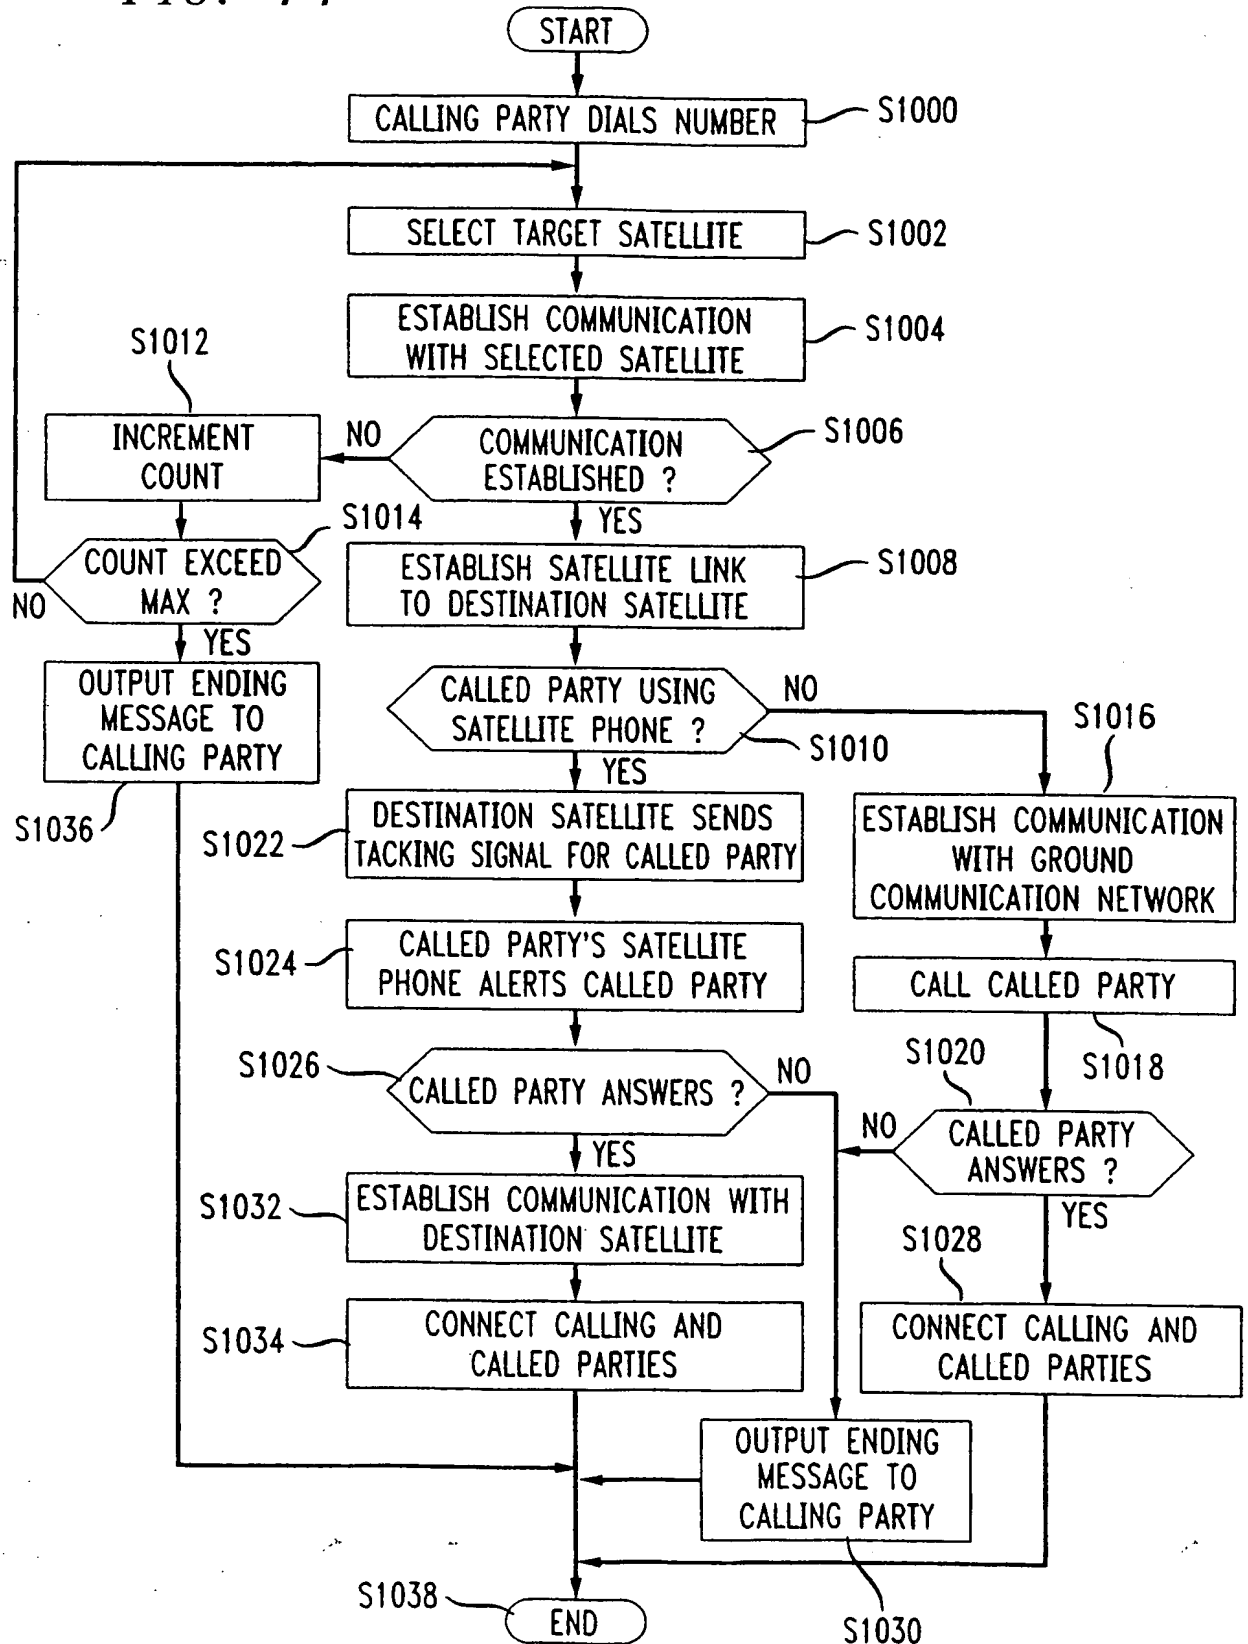 START
CALLING PARTY DIALS NUMBER
S1000
SELECT TARGET SATELLITE
S1002
ESTABLISH COMMUNICATION
WITH SELECTED SATELLITE
S1004
S1012
INCREMENT
COUNT
NO
COMMUNICATION
ESTABLISHED ?
S1006
YES
S1014
COUNT EXCEED
MAX ?
NO
YES
ESTABLISH SATELLITE LINK
TO DESTINATION SATELLITE
S1008
OUTPUT ENDING
MESSAGE TO
CALLING PARTY
S1036
CALLED PARTY USING
SATELLITE PHONE ?
NO
S1010
YES
S1016
S1022
DESTINATION SATELLITE SENDS
TACKING SIGNAL FOR CALLED PARTY
ESTABLISH COMMUNICATION
WITH GROUND
COMMUNICATION NETWORK
S1024
CALLED PARTY'S SATELLITE
PHONE ALERTS CALLED PARTY
CALL CALLED PARTY
S1018
S1026
CALLED PARTY ANSWERS ?
NO
YES
S1020
NO
CALLED PARTY
ANSWERS ?
YES
S1032
ESTABLISH COMMUNICATION WITH
DESTINATION SATELLITE
S1028
S1034
CONNECT CALLING AND
CALLED PARTIES
CONNECT CALLING AND
CALLED PARTIES
OUTPUT ENDING
MESSAGE TO
CALLING PARTY
S1030
S1038
END